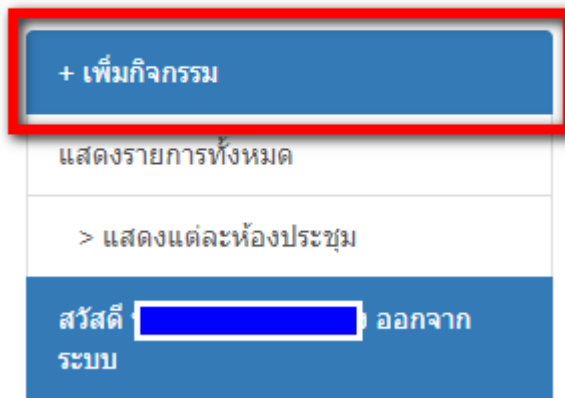 + เพิ่มกิจกรรม
แสดงรายการทั้งหมด
> แสดงแต่ละห้องประชุม
สวัสดี ออกจาก
ระบบ